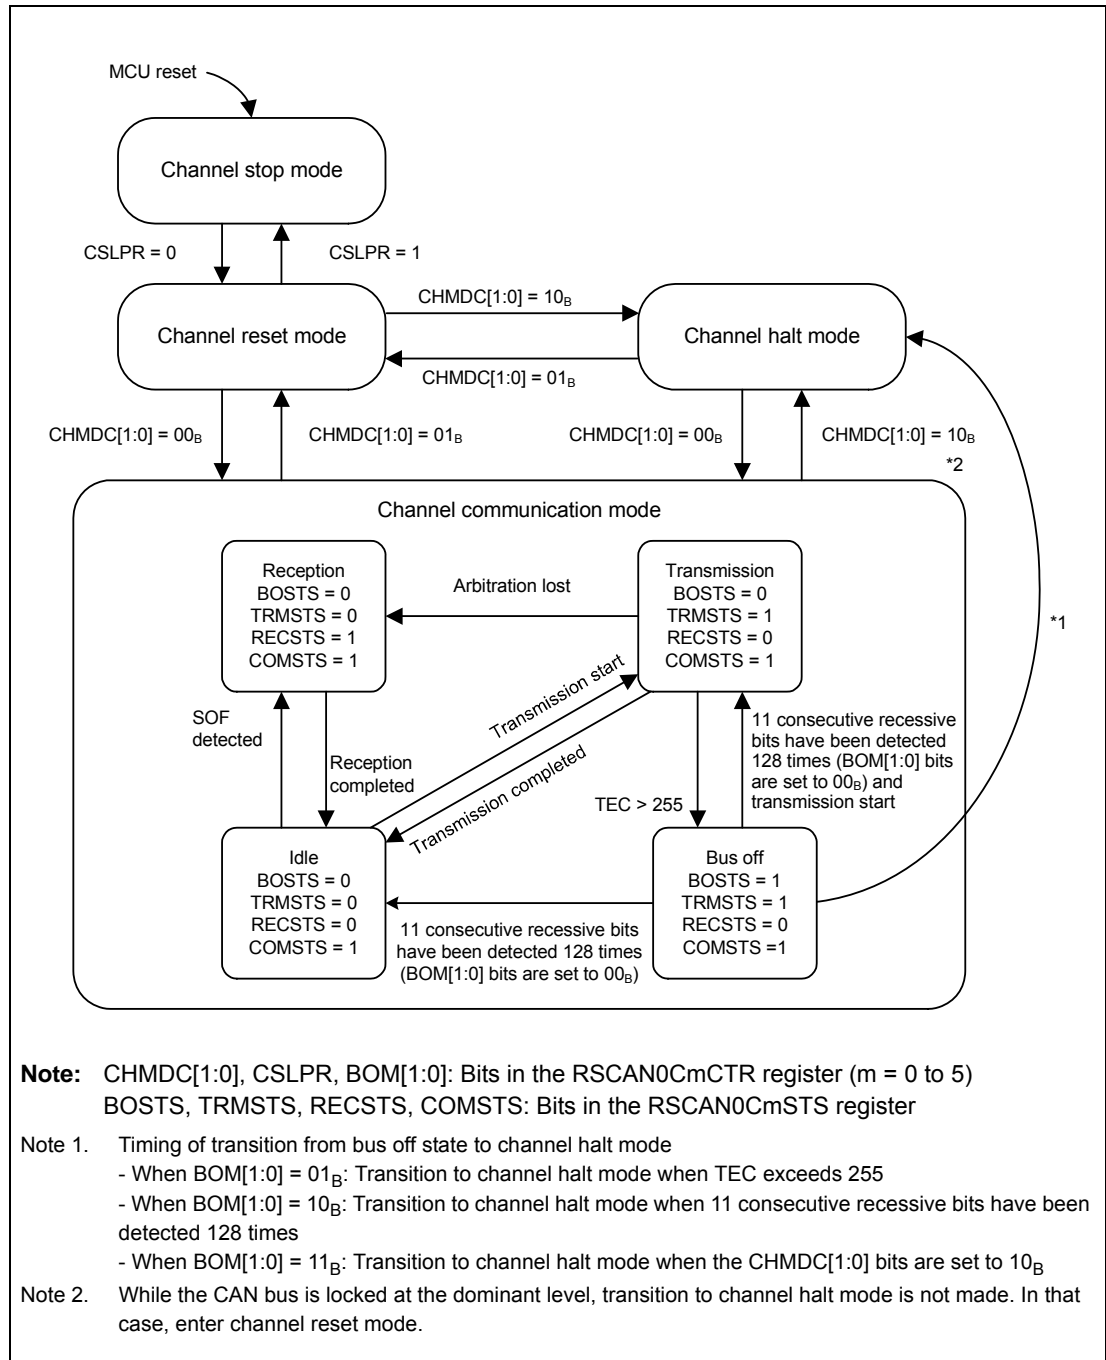 MCU reset
Channel stop mode
CSLPR = 0
CSLPR = 1
Channel reset mode
CHMDC[1:0] = 10B
CHMDC[1:0] = 01B
Channel halt mode
CHMDC[1:0] = 00B
CHMDC[1:0] = 01B
CHMDC[1:0] = 00B
CHMDC[1:0] = 10B
*2
Channel communication mode
Reception
BOSTS = 0
TRMSTS = 0
RECSTS = 1
COMSTS = 1
Arbitration lost
Transmission
BOSTS = 0
TRMSTS = 1
RECSTS = 0
COMSTS = 1
*1
SOF
detected
Reception
completed
Transmission start
Transmission completed
TEC > 255
11 consecutive recessive
bits have been detected
128 times (BOM[1:0] bits
are set to 00B) and
transmission start
Idle
BOSTS = 0
TRMSTS = 0
RECSTS = 0
COMSTS = 1
11 consecutive recessive bits
have been detected 128 times
(BOM[1:0] bits are set to 00B)
Bus off
BOSTS = 1
TRMSTS = 1
RECSTS = 0
COMSTS =1
Note: CHMDC[1:0], CSLPR, BOM[1:0]: Bits in the RSCAN0CmCTR register (m = 0 to 5)
BOSTS, TRMSTS, RECSTS, COMSTS: Bits in the RSCAN0CmSTS register
Note 1. Timing of transition from bus off state to channel halt mode
- When BOM[1:0] = 01B: Transition to channel halt mode when TEC exceeds 255
- When BOM[1:0] = 10B: Transition to channel halt mode when 11 consecutive recessive bits have been
detected 128 times
- When BOM[1:0] = 11B: Transition to channel halt mode when the CHMDC[1:0] bits are set to 10B
Note 2. While the CAN bus is locked at the dominant level, transition to channel halt mode is not made. In that
case, enter channel reset mode.